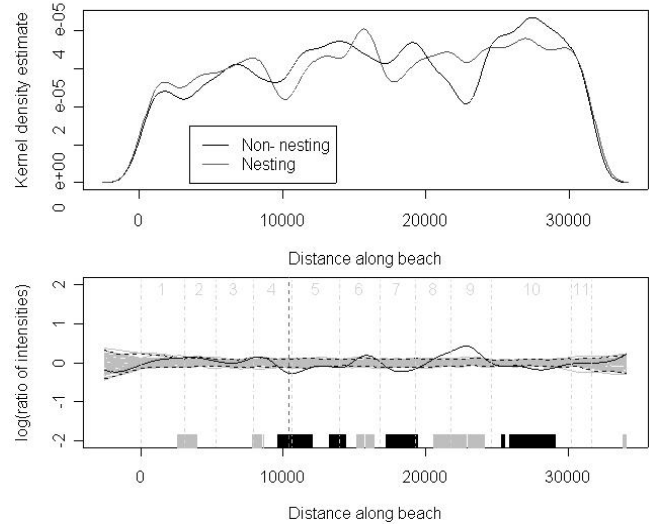 Kernel density estimate
0 e+00 2 e-05 4 e-05
Non- nesting
Nesting
0 10000 20000 30000
Distance along beach
log(ratio of intensities)
2
1
0
-1
-2
1 2 3 4 5 6 7 8 9 10 11
0 10000 20000 30000
Distance along beach